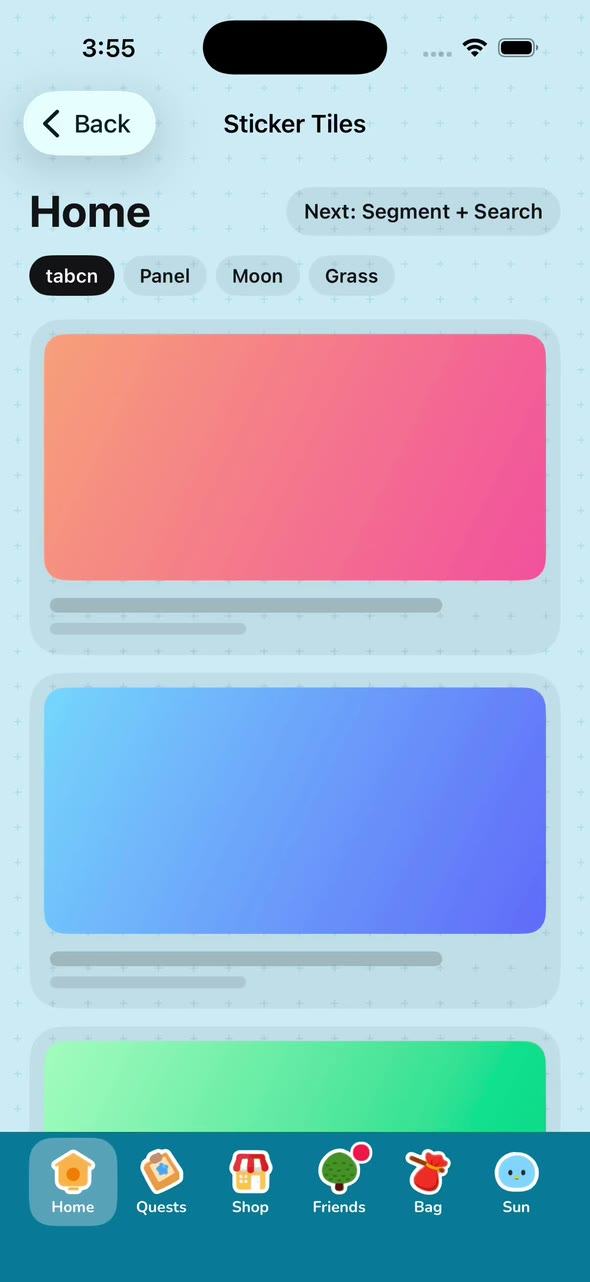 3:55
Back
Sticker Tiles
Home
Next: Segment + Search
tabcn
Panel
Moon
Grass
Home
Quests
Shop
Friends
Bag
Sun